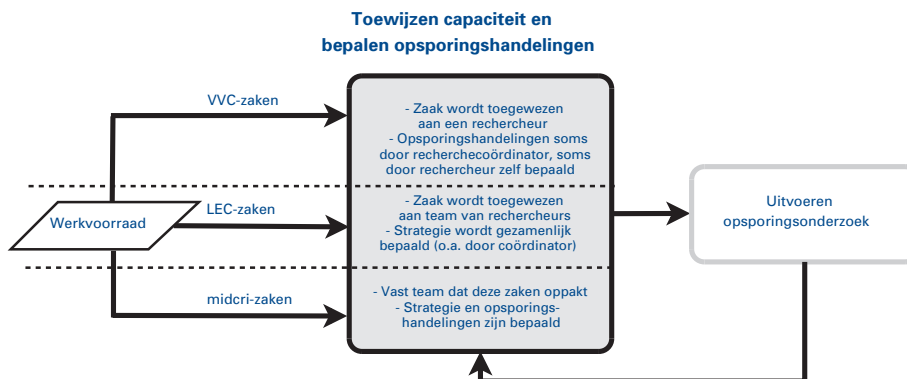 Toewijzen capaciteit en
bepalen opsporingshandelingen
VVC-zaken
- Zaak wordt toegewezen
aan een rechercheur
- Opsporingshandelingen soms
door recherchecoördinator, soms
door rechercheur zelf bepaald
Werkvoorraad
LEC-zaken
- Zaak wordt toegewezen
aan team van rechercheurs
- Strategie wordt gezamenlijk
bepaald (o.a. door coördinator)
Uitvoeren
opsporingsonderzoek
midcri-zaken
- Vast team dat deze zaken oppakt
- Strategie en opsporings-
handelingen zijn bepaald